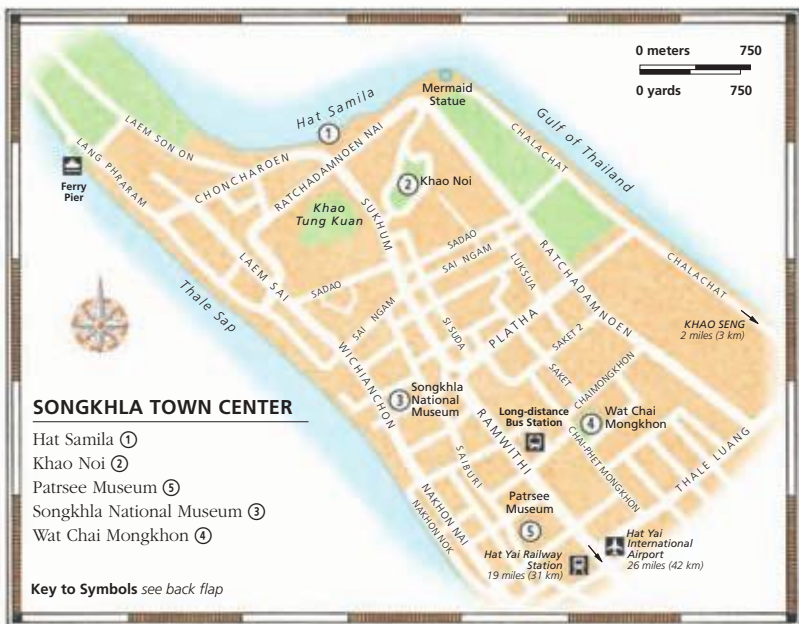 0 meters 750
0 yards 750
Mermaid
Statue
Hat Samila
①
Gulf of Thailand
CHALACHAT
LAEM SON ON
LANG PHRARAM
Ferry
Pier
CHONCHAROEN
RATCHADAMNOEN NAI
② Khao Noi
Khao
Tung Kuan
SUKHUM
SADAO
SAI NGAM
LUKSUA
RATCHADAMNOEN
CHALACHAT
LAEM SAI
SADAO
Thale Sap
SAI NGAM
SI SUDA
PLATHA
SAKET 2
KHAO SENG
2 miles (3 km)
WICHIANCHON
SAKET
CHAIMONGKHON
③ Songkhla
National
Museum
RAMWITHI
Long-distance
Bus Station
④ Wat Chai
Mongkhon
CHAI-PHET MONGKHON
THALE LUANG
SAIBURI
NAKHON NAI
NAKHON NOK
Patrsee
Museum
⑤
Hat Yai Railway
Station
19 miles (31 km)
Hat Yai
International
Airport
26 miles (42 km)
SONGKHLA TOWN CENTER
Hat Samila ①
Khao Noi ②
Patrsee Museum ⑤
Songkhla National Museum ③
Wat Chai Mongkhon ④
Key to Symbols see back flap